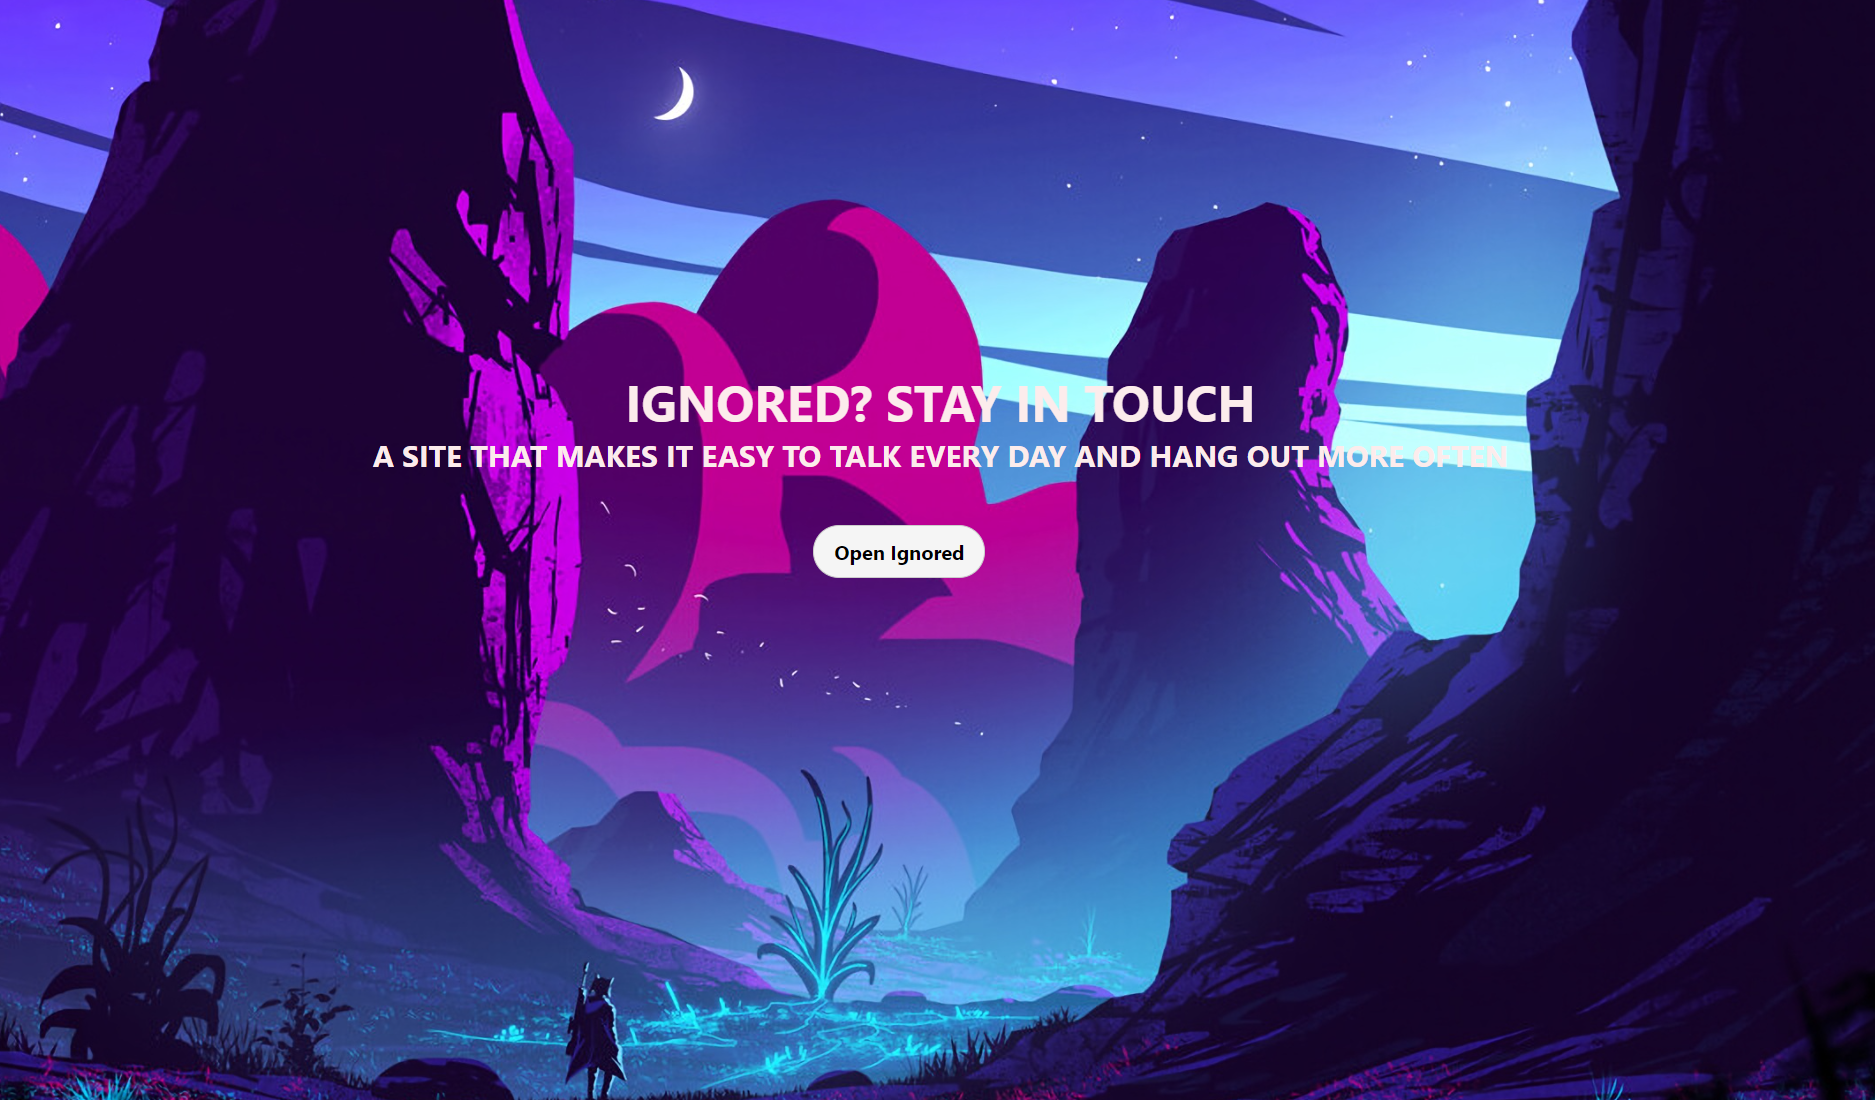 IGNORED? STAY IN TOUCH
A SITE THAT MAKES IT EASY TO TALK EVERY DAY AND HANG OUT MORE OFTEN
Open Ignored